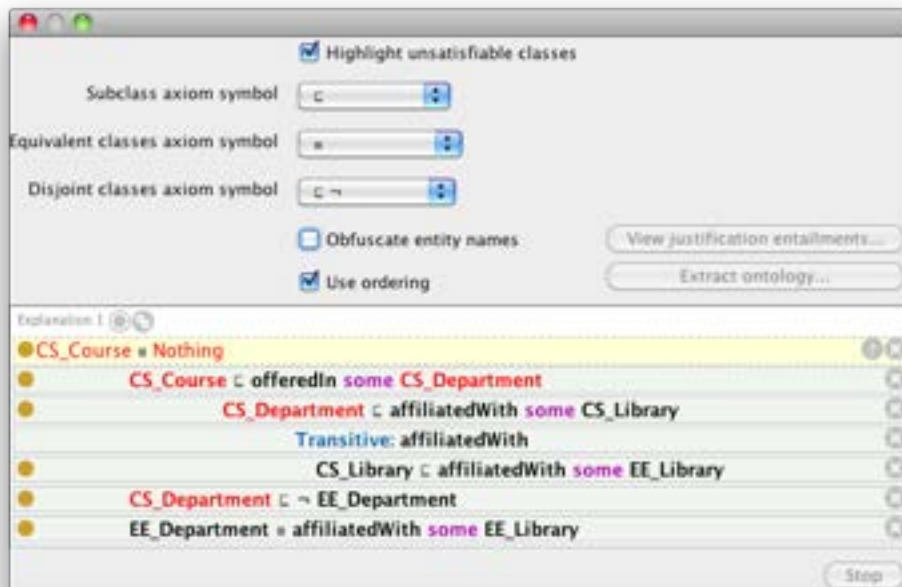 Highlight unsatisfiable classes
Subclass axiom symbol ⊑
Equivalent classes axiom symbol ≡
Disjoint classes axiom symbol ⊑ ¬
Obfuscate entity names
View justification entailments...
Use ordering
Extract ontology...
Explanation 1
CS_Course ≡ Nothing
CS_Course ⊑ offeredIn some CS_Department
CS_Department ⊑ affiliatedWith some CS_Library
Transitive: affiliatedWith
CS_Library ⊑ affiliatedWith some EE_Library
CS_Department ⊑ ¬ EE_Department
EE_Department ≡ affiliatedWith some EE_Library
Stop